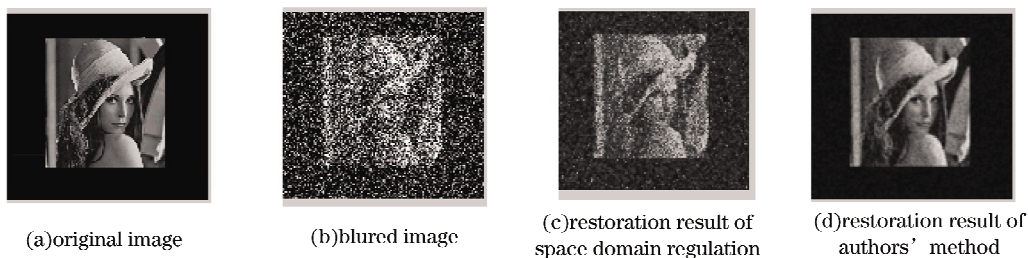 (a)original image
(b)blured image
(c)restoration result of
space domain regulation
(d)restoration result of
authors’ method